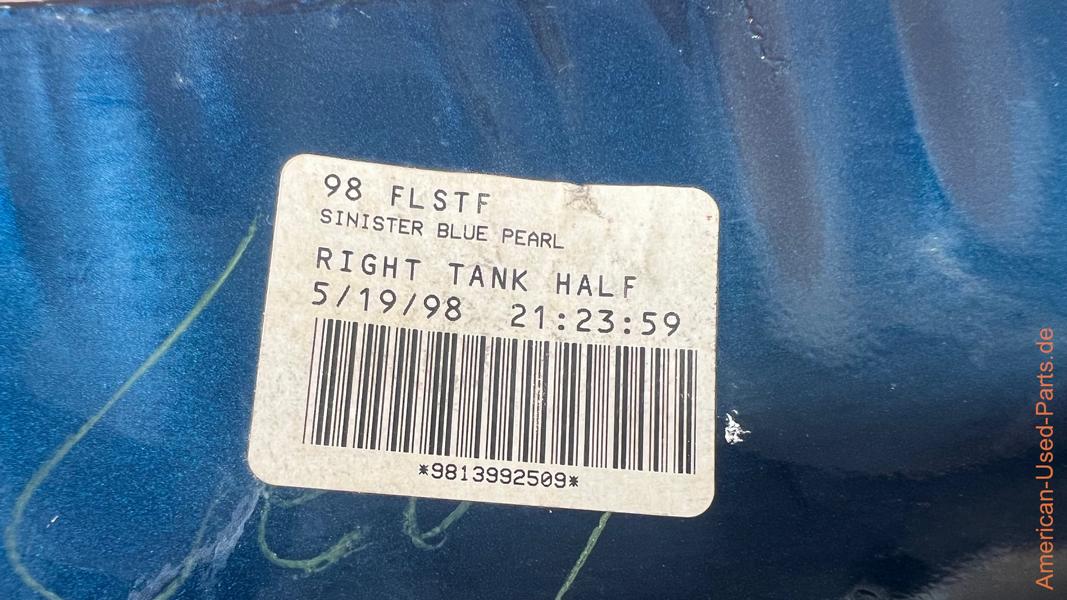 98 FLSTF
SINISTER BLUE PEARL
RIGHT TANK HALF
5/19/98 21:23:59
*9813992509*
American-Used-Parts.de